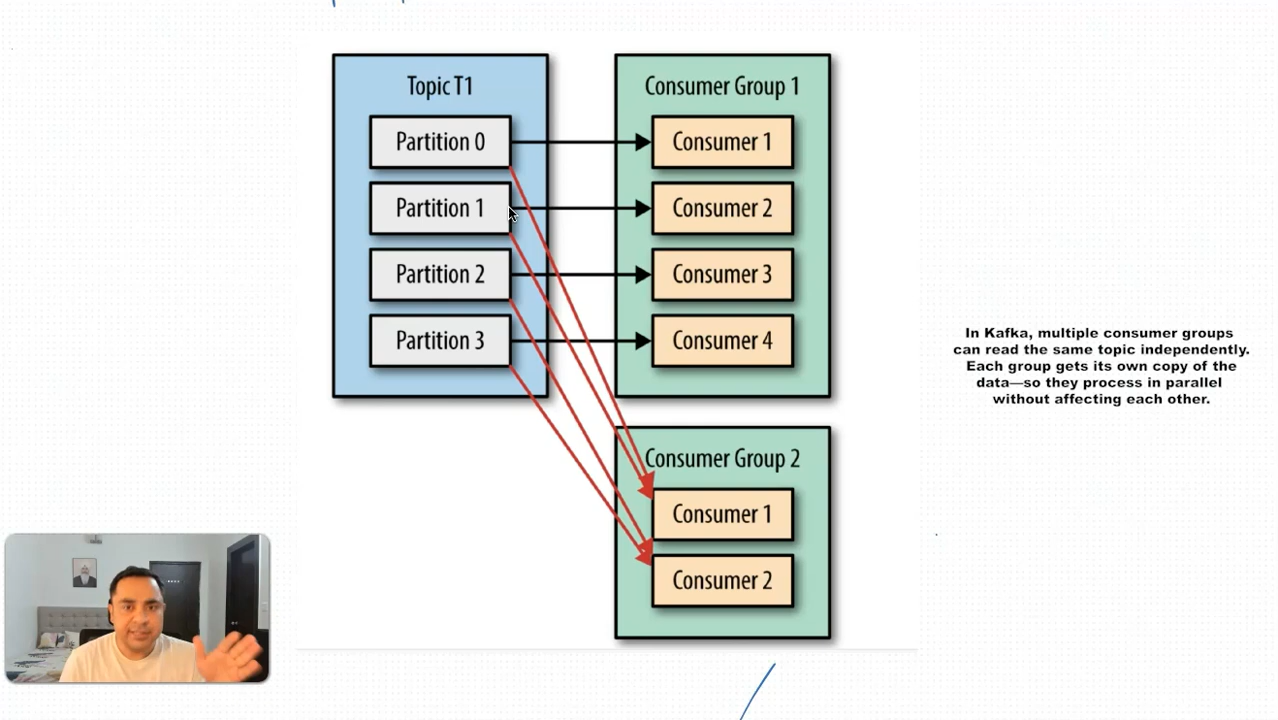 Topic T1
Partition 0
Partition 1
Partition 2
Partition 3
Consumer Group 1
Consumer 1
Consumer 2
Consumer 3
Consumer 4
Consumer Group 2
Consumer 1
Consumer 2
In Kafka, multiple consumer groups
can read the same topic independently.
Each group gets its own copy of the
data—so they process in parallel
without affecting each other.